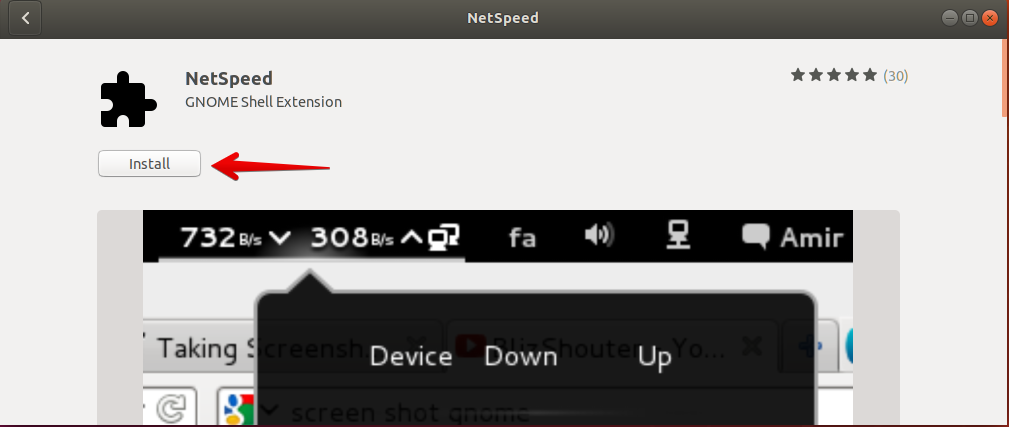 NetSpeed
NetSpeed
(30)
GNOME Shell Extension
Install
732 B/s 308 B/s fa Amir
Taking Screensh... BlizShouter - Yo...
Device Down Up
screen shot gnome